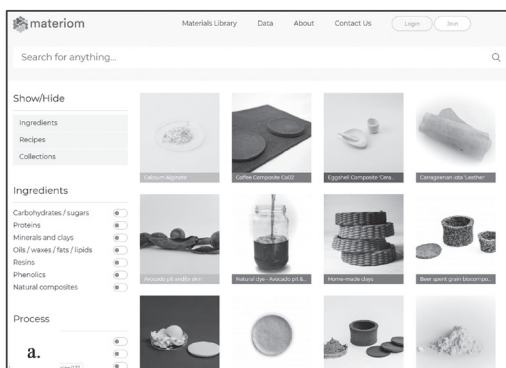 materiom
Materials Library Data About Contact Us Login Join
Search for anything...
Show/Hide
Ingredients
Recipes
Collections
Calcium Alginate
Coffee Composite Ca02
Eggshell Composite 'Cera...
Carrageenan iota 'Leather'
Ingredients
Carbohydrates / sugars
Proteins
Minerals and clays
Oils / waxes / fats / lipids
Resins
Phenolics
Natural composites
Avocado pit and/or skin
Natural dye - Avocado pit &...
Home-made clays
Beer spent grain biocompo...
Process
a.